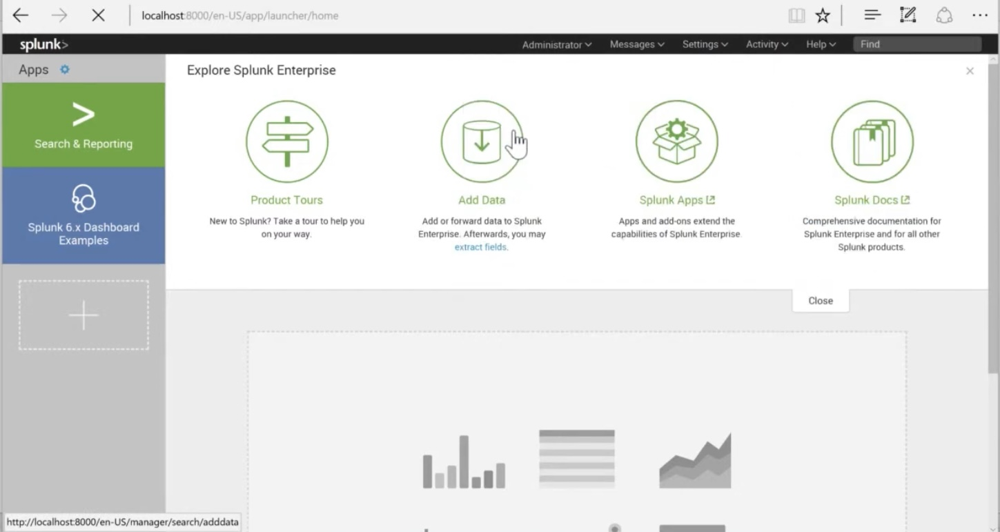 localhost:8000/en-US/app/launcher/home
splunk>
Administrator
Messages
Settings
Activity
Help
Find
Apps
Explore Splunk Enterprise
Search & Reporting
Splunk 6.x Dashboard
Examples
Product Tours
New to Splunk? Take a tour to help you
on your way.
Add Data
Add or forward data to Splunk
Enterprise. Afterwards, you may
extract fields.
Splunk Apps
Apps and add-ons extend the
capabilities of Splunk Enterprise.
Splunk Docs
Comprehensive documentation for
Splunk Enterprise and for all other
Splunk products.
Close
http://localhost:8000/en-US/manager/search/adddata